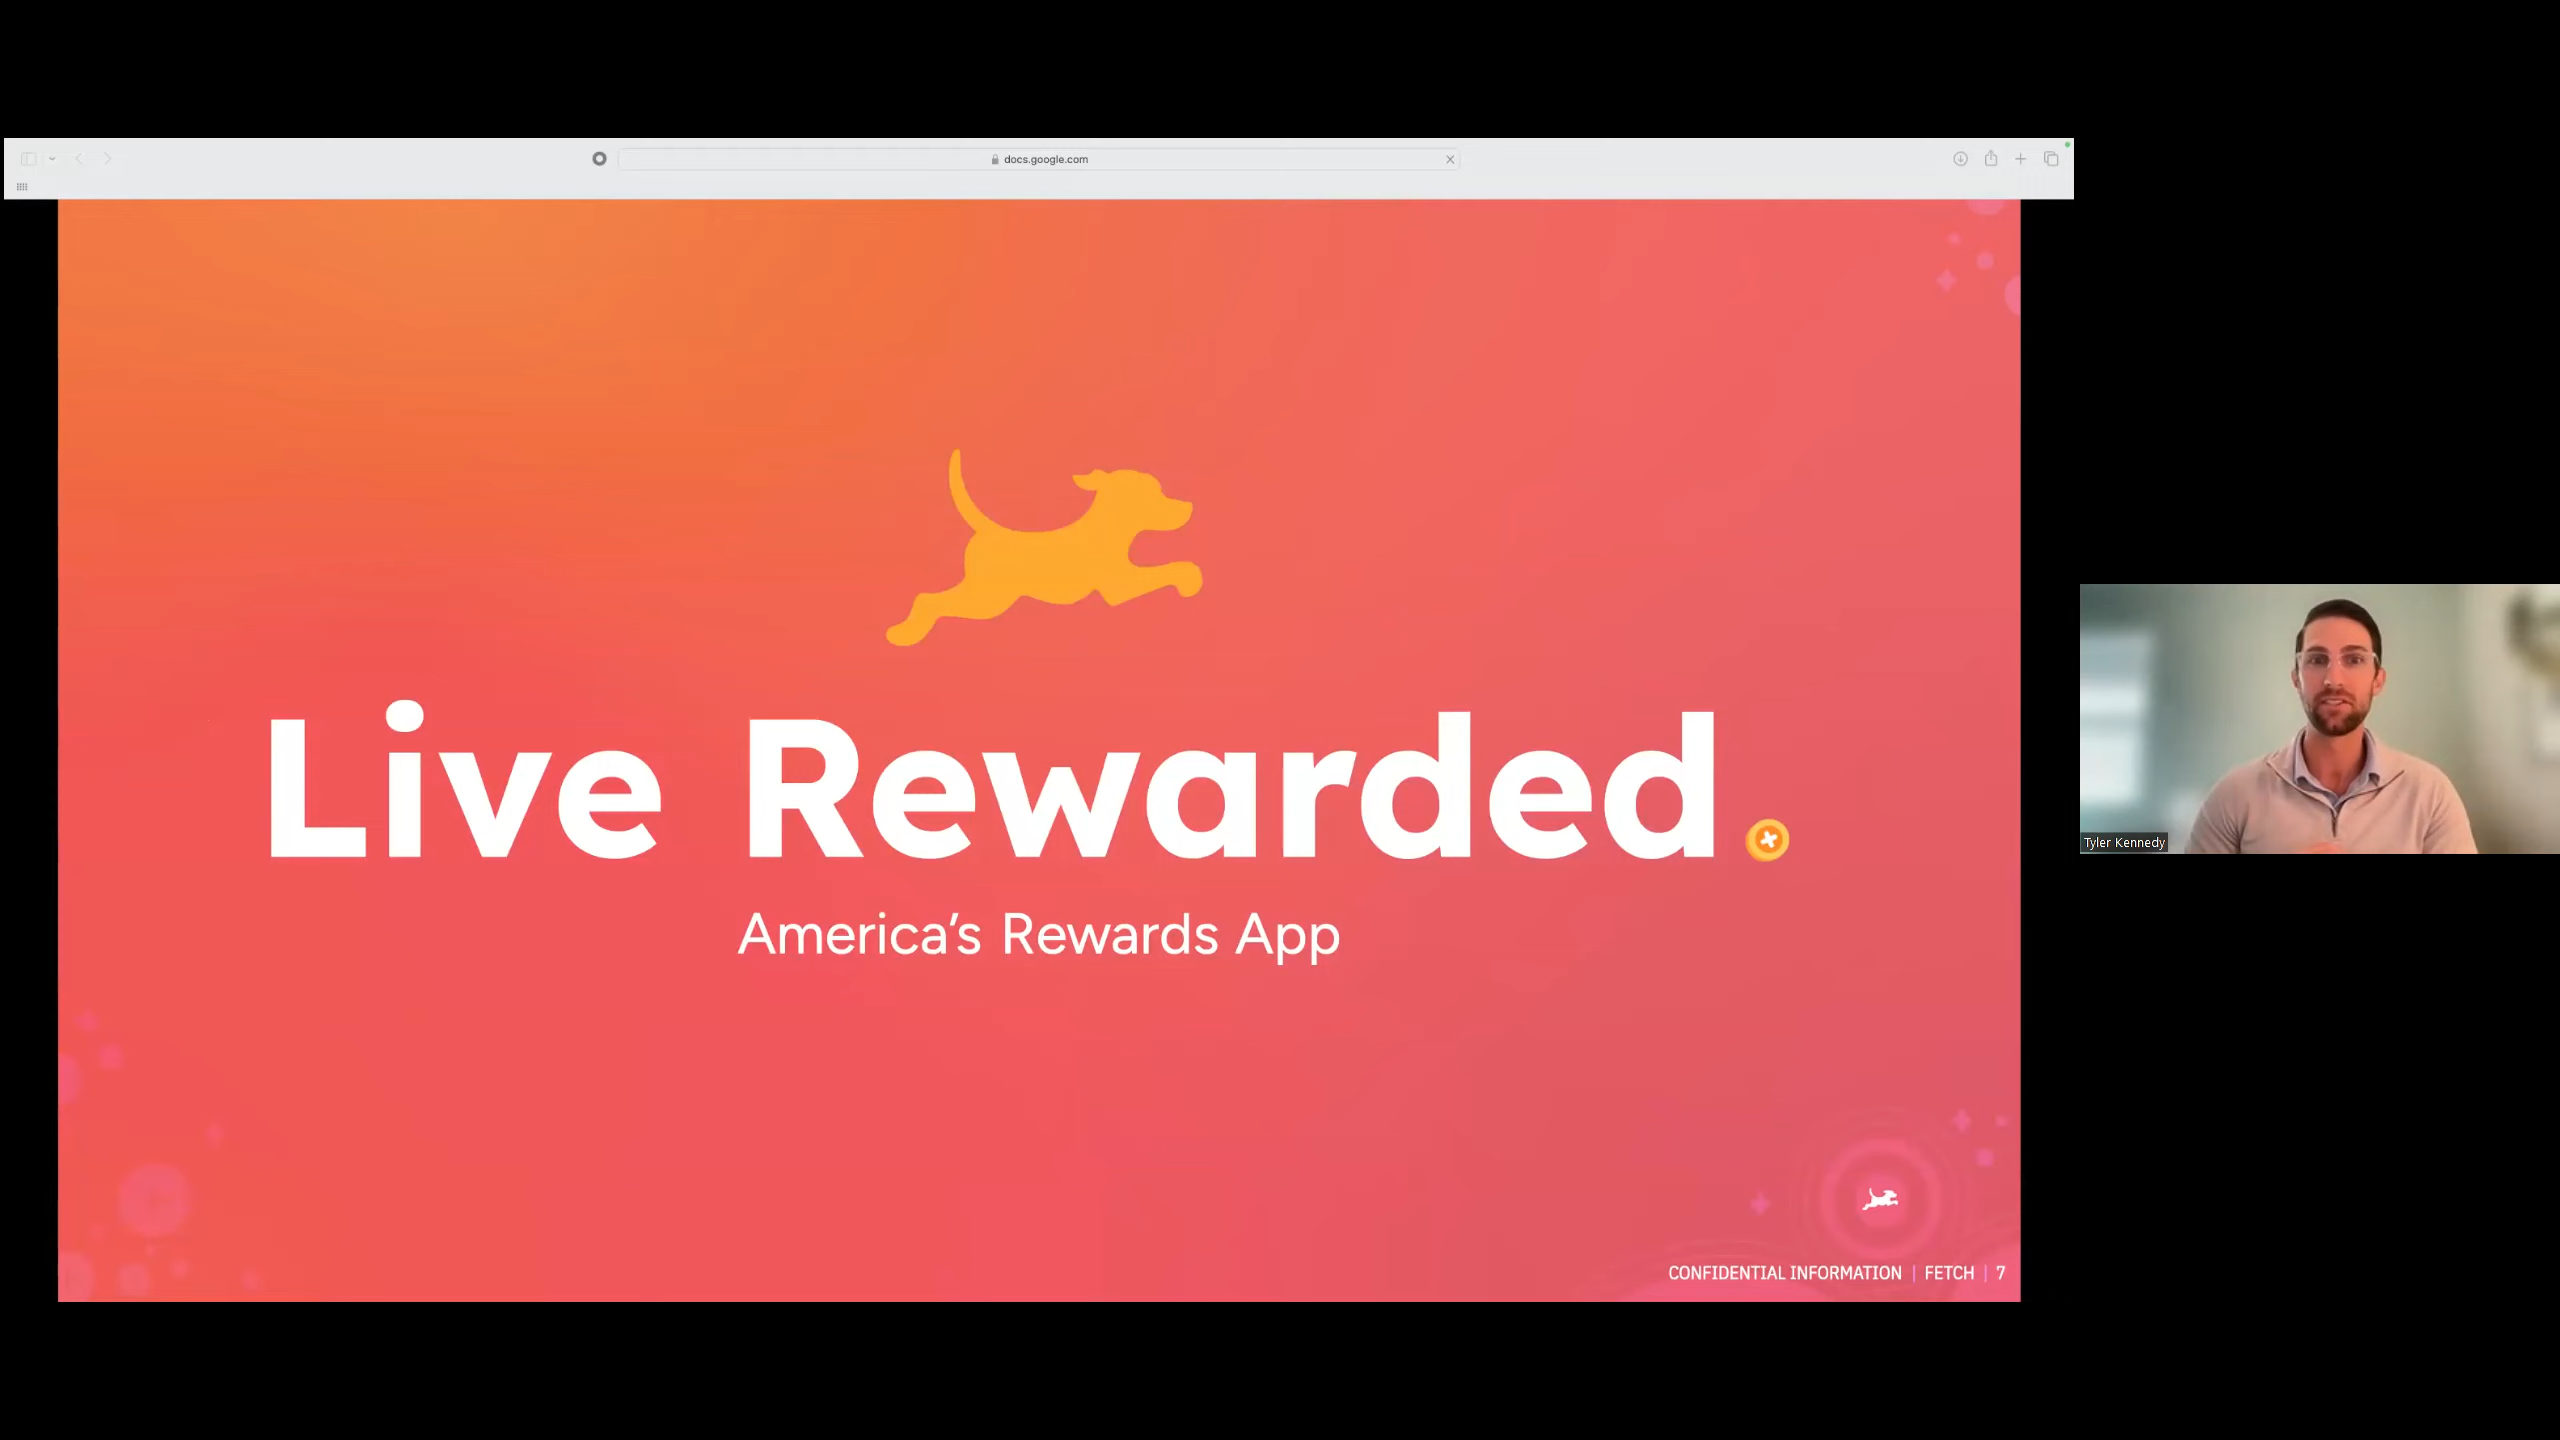 docs.google.com
Live Rewarded.
America's Rewards App
Tyler Kennedy
CONFIDENTIAL INFORMATION | FETCH | 7